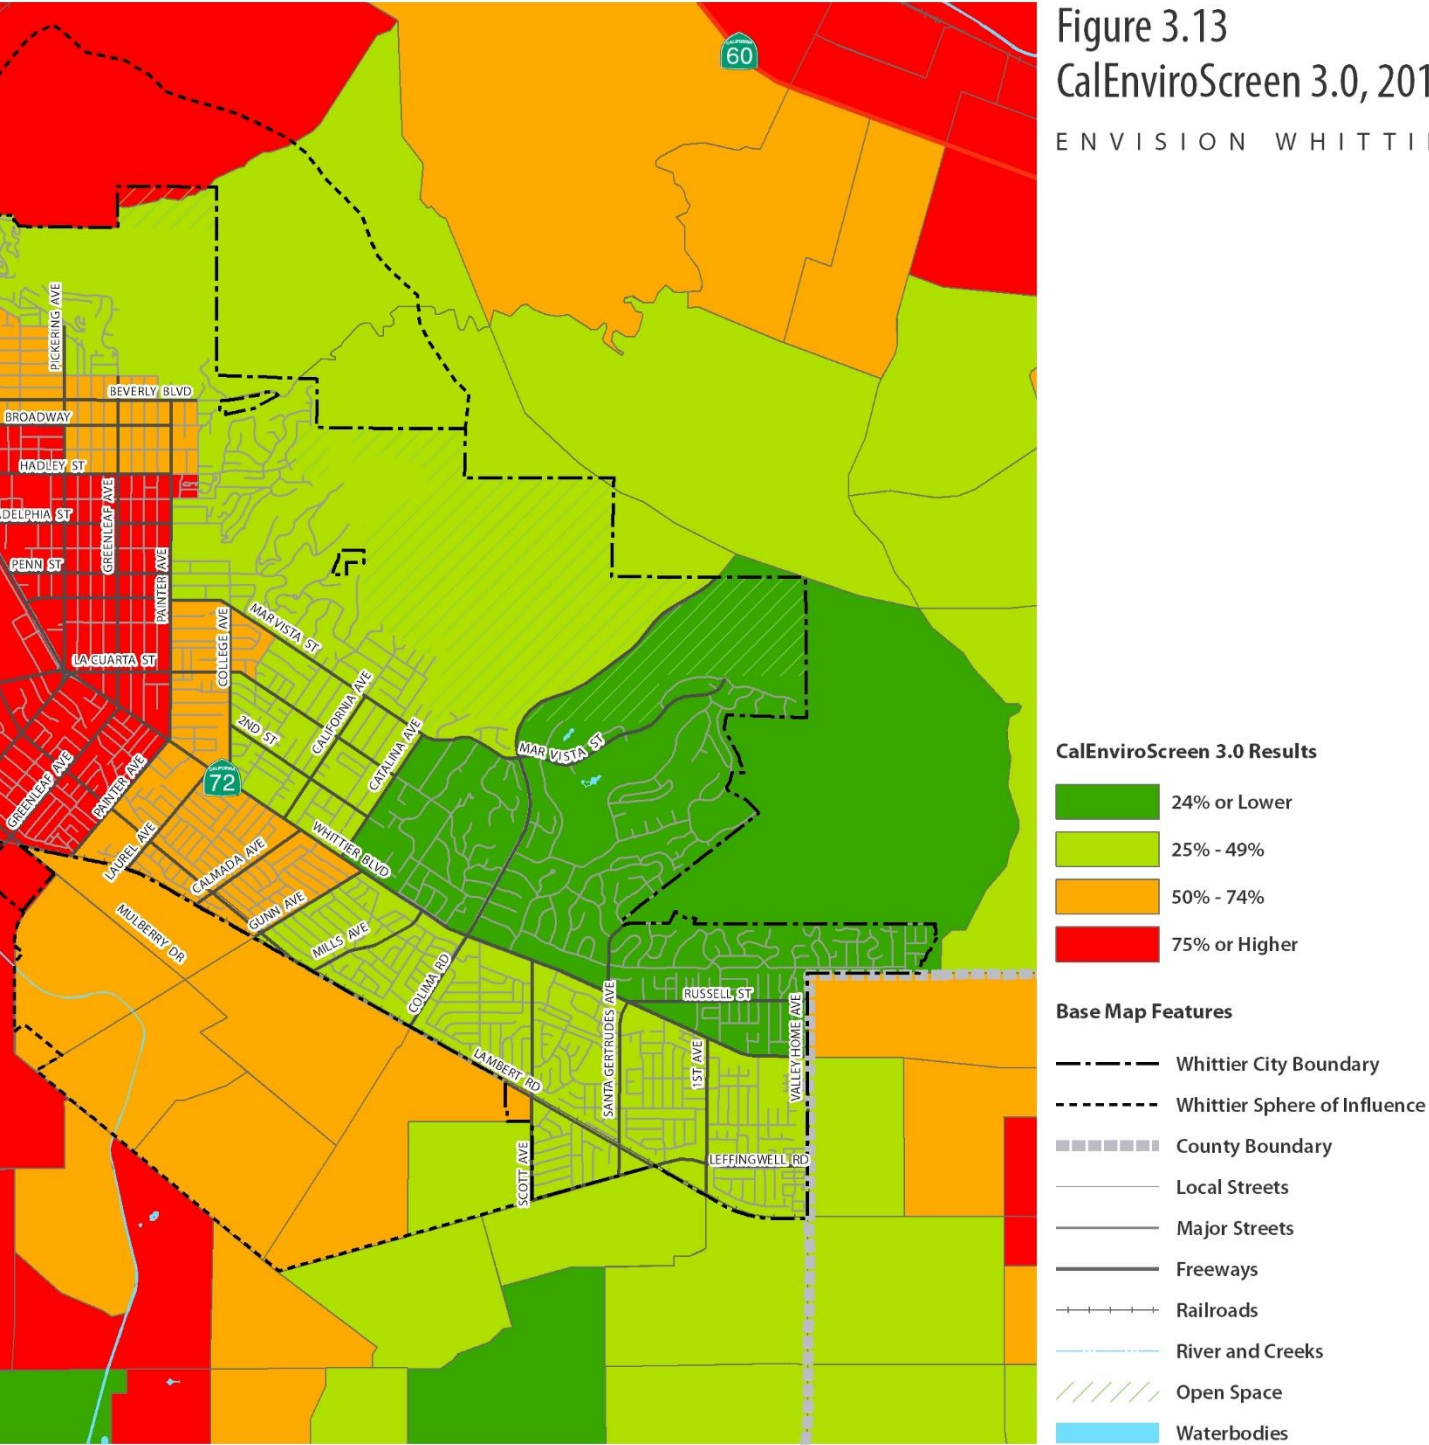 Figure 3.13
CalEnviroScreen 3.0, 201
ENVISION WHITTI
CALIFORNIA
60
PICKERING AVE
BEVERLY BLVD
BROADWAY
HADLEY ST
GREENLEAF AVE
ADELPHIA ST
PENN ST
PAINTER AVE
MAR VISTA ST
COLLEGE AVE
LA CUARTA ST
CALIFORNIA AVE
2ND ST
CATALINA AVE
MAR VISTA ST
GREENLEAF AVE
PAINTER AVE
CALIFORNIA
72
LAUREL AVE
WHITTIER BLVD
CALMADA AVE
GUNN AVE
MULBERRY DR
MILLS AVE
COLIMA RD
RUSSELL ST
SANTA GERTRUDES AVE
1ST AVE
VALLEY HOME AVE
LAMBERT RD
SCOTT AVE
LEFFINGWELL RD
CalEnviroScreen 3.0 Results
24% or Lower
25% - 49%
50% - 74%
75% or Higher
Base Map Features
Whittier City Boundary
Whittier Sphere of Influence
County Boundary
Local Streets
Major Streets
Freeways
Railroads
River and Creeks
Open Space
Waterbodies